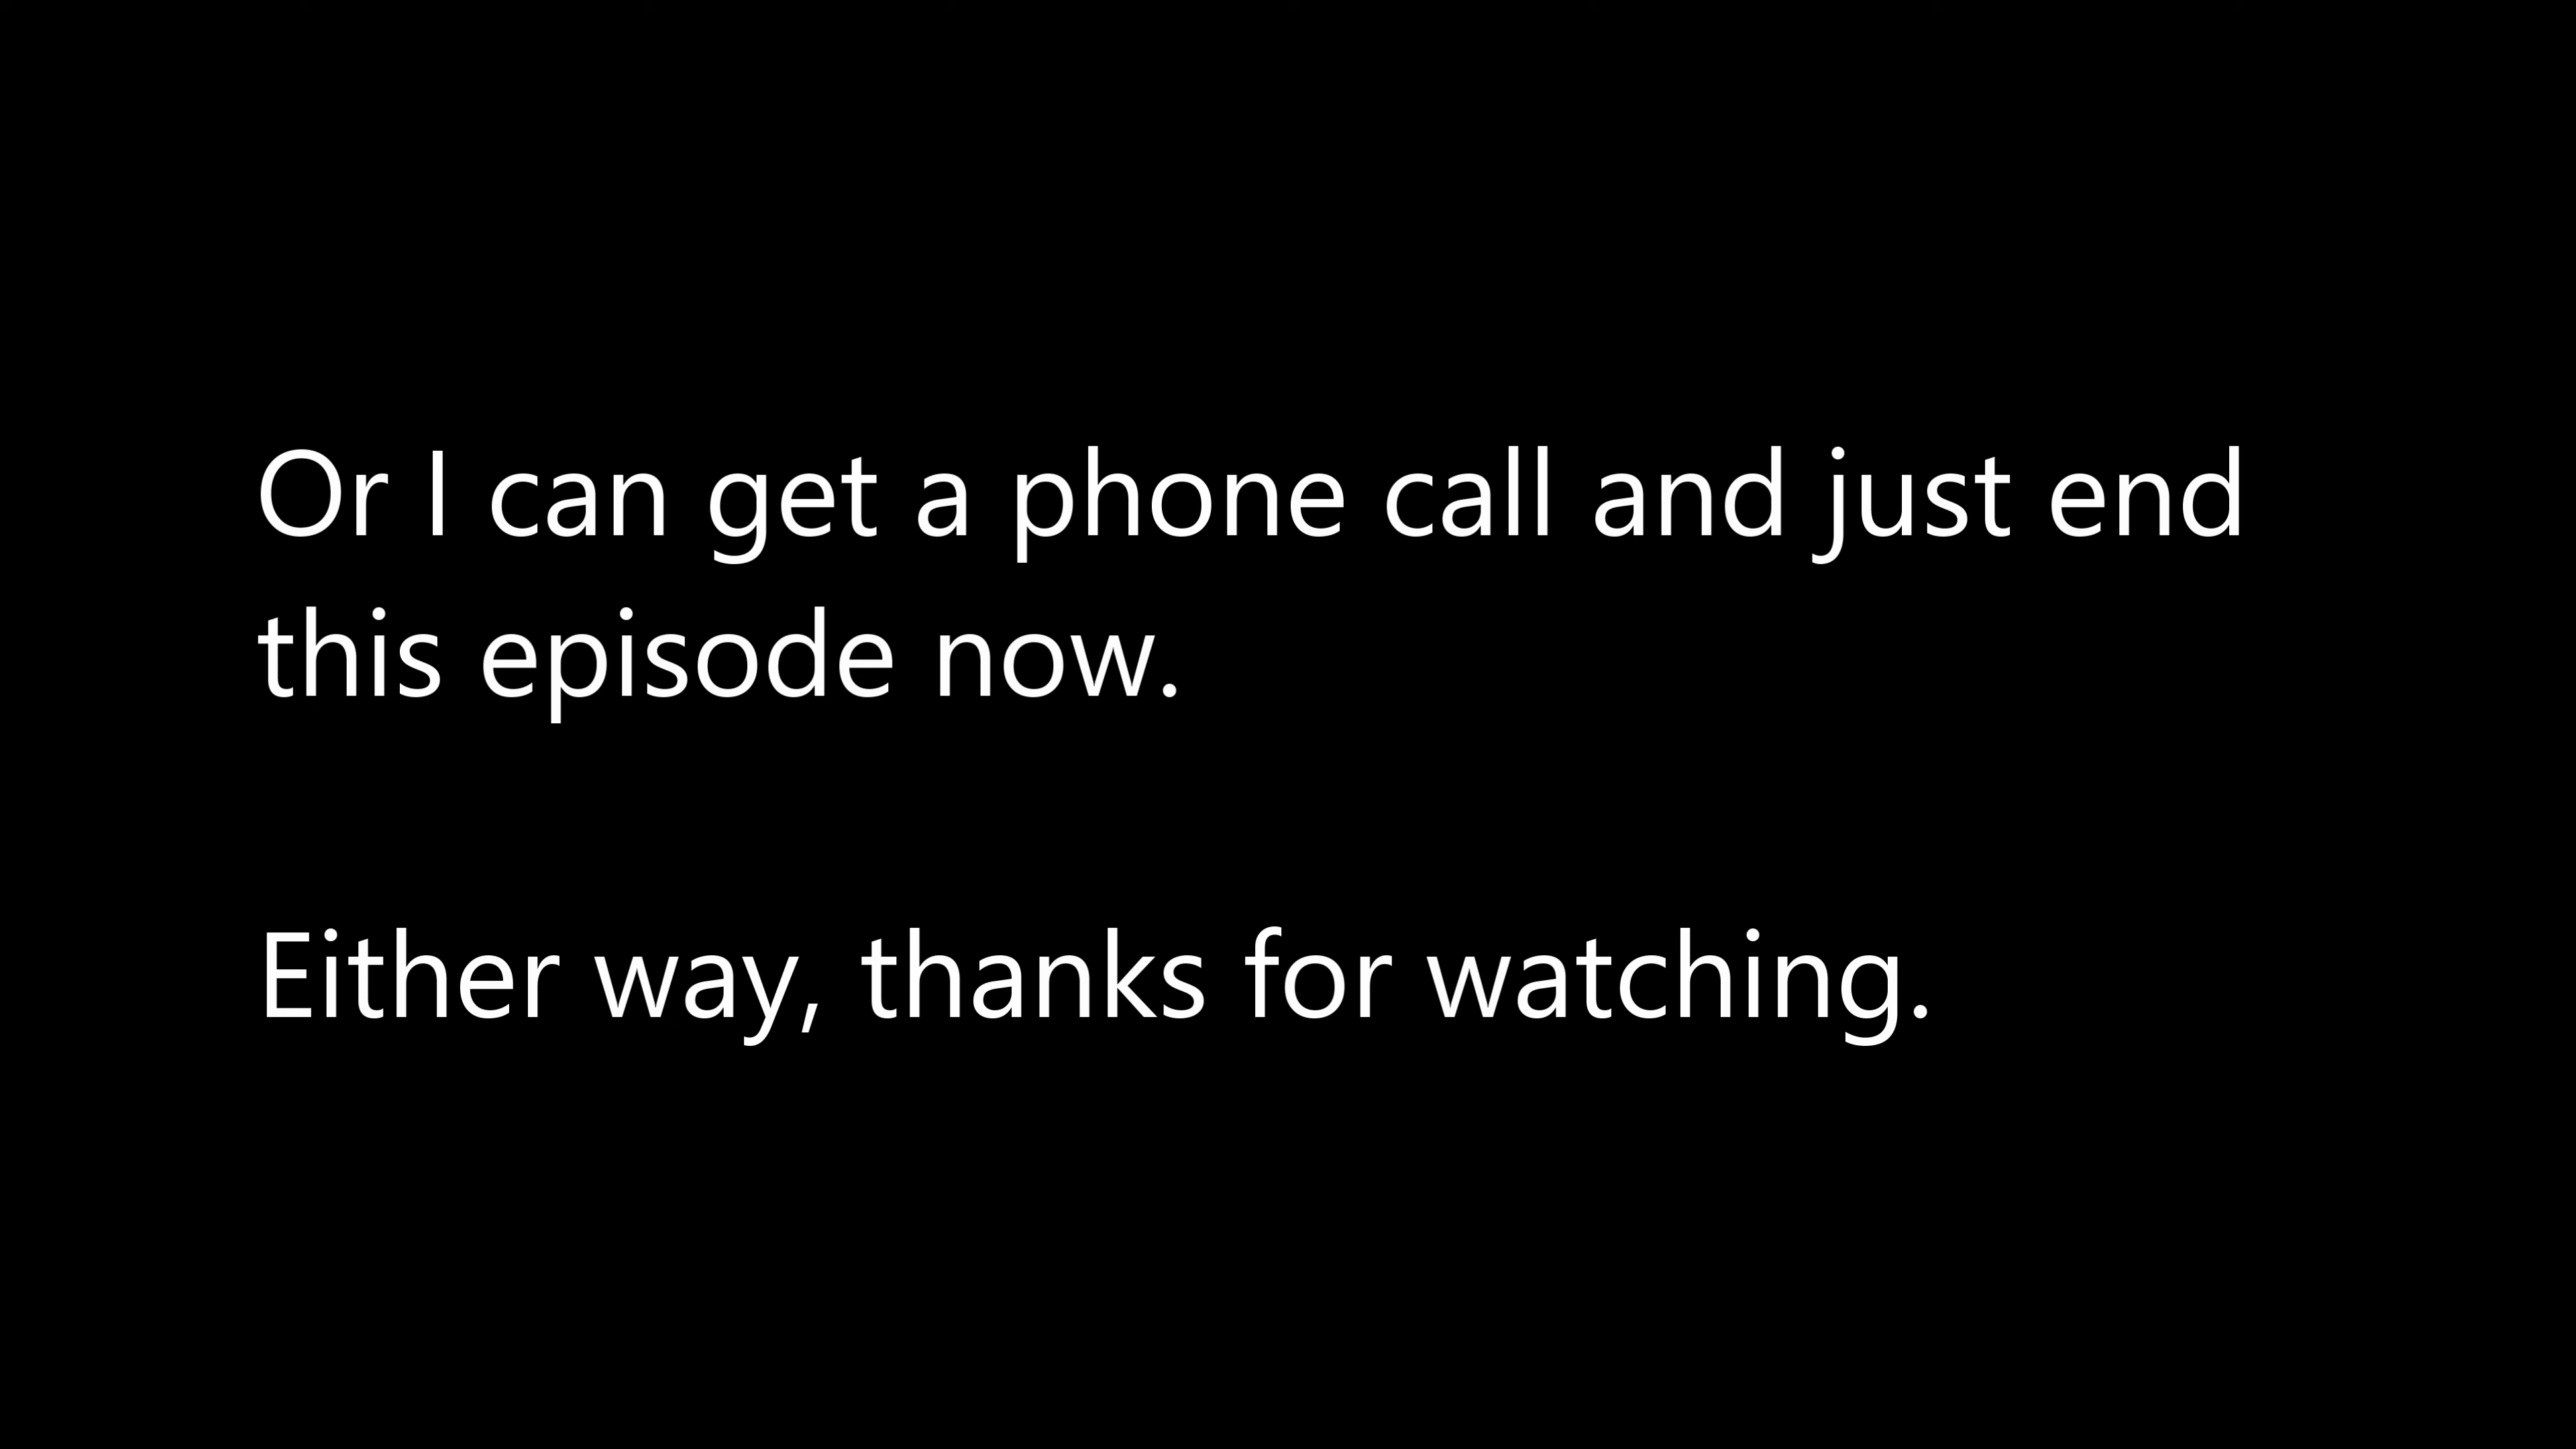 Or I can get a phone call and just end
this episode now.
Either way, thanks for watching.